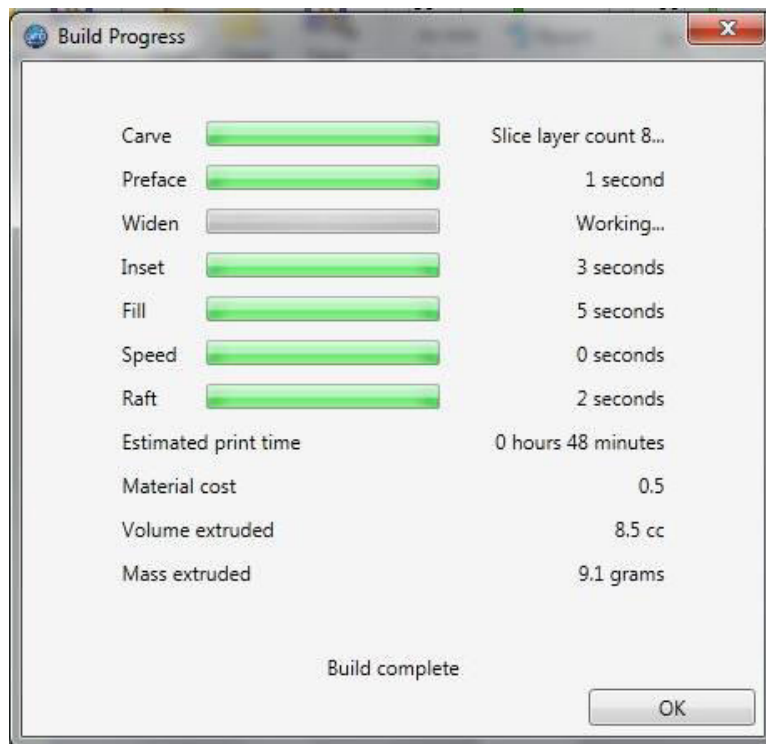 Build Progress
Carve Slice layer count 8...
Preface 1 second
Widen Working...
Inset 3 seconds
Fill 5 seconds
Speed 0 seconds
Raft 2 seconds
Estimated print time 0 hours 48 minutes
Material cost 0.5
Volume extruded 8.5 cc
Mass extruded 9.1 grams
Build complete
OK